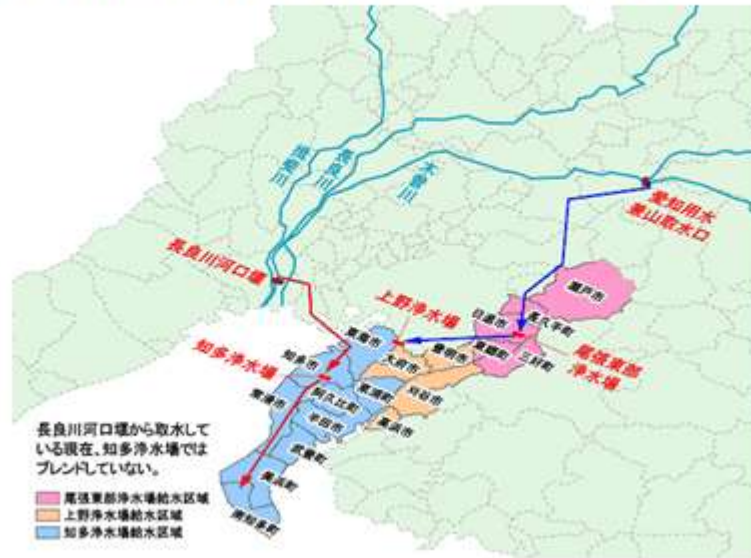 揖斐川
長良川
木曽川
愛知用水
兼山取水口
長良川河口堰
上野浄水場
瀬戸市
日進市
長久手町
東郷町
三好町
尾張東部
浄水場
東海市
大府市
豊明市
知多浄水場
知多市
東浦町
刈谷市
常滑市
阿久比町
高浜市
半田市
武豊町
美浜町
南知多町
長良川河口堰から取水して
いる現在、知多浄水場では
ブレンドしていない。
尾張東部浄水場給水区域
上野浄水場給水区域
知多浄水場給水区域